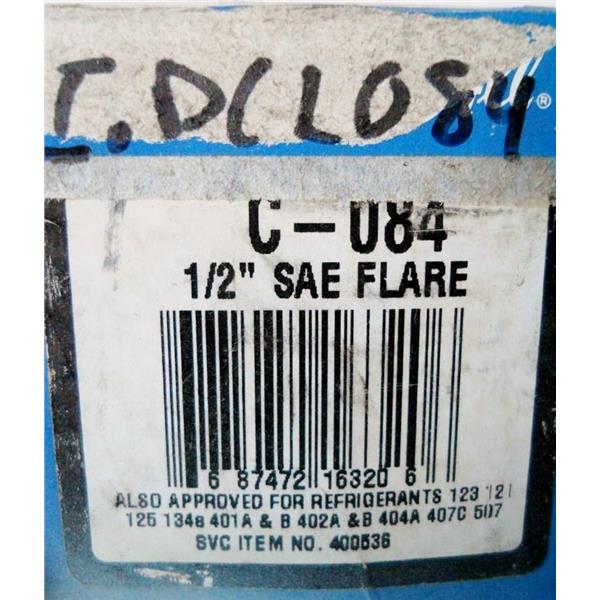 I.DCL084
®
C-084
1/2" SAE FLARE
6 87472 16320 6
ALSO APPROVED FOR REFRIGERANTS 123 121
125 134a 401A & B 402A & B 404A 407C 507
SVC ITEM NO. 400536